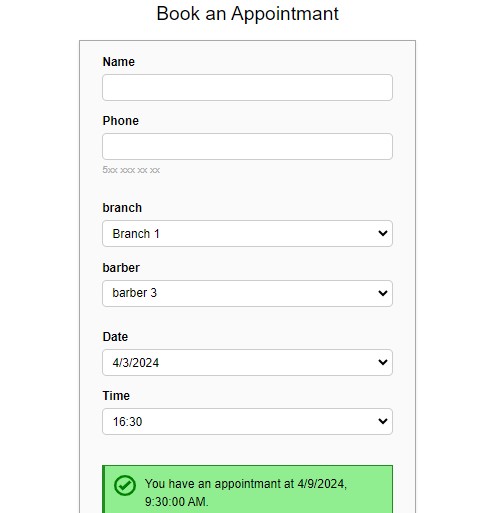 Book an Appointmant
Name
Phone
5xx xxx xx xx
branch
Branch 1
barber
barber 3
Date
4/3/2024
Time
16:30
You have an appointment at 4/9/2024,
9:30:00 AM.